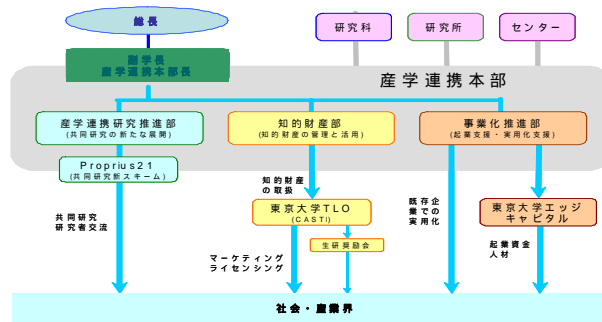 総長
研究科
研究所
センター
副学長
産学連携本部長
産学連携本部
産学連携研究推進部
(共同研究の新たな展開)
知的財産部
(知的財産の管理と活用)
事業化推進部
(起業支援・実用化支援)
Proprius21
(共同研究新スキーム)
知的財産
の取扱
既存企
業での
実用化
東京大学TLO
(CASTI)
東京大学エッジ
キャピタル
共同研究
研究者交流
生研奨励会
マーケティング
ライセンシング
起業資金
人材
社会・産業界